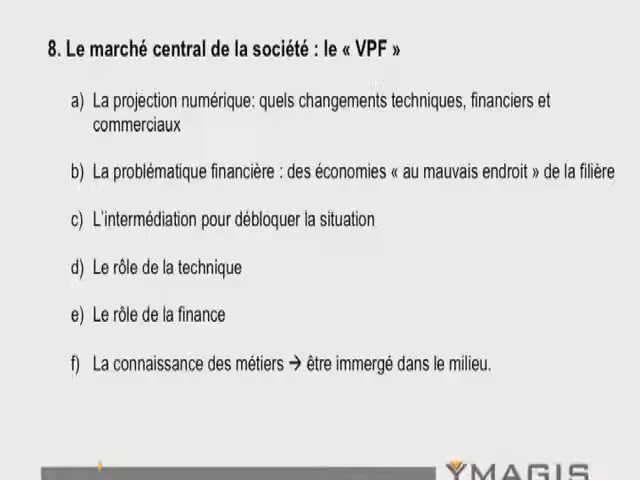 8. Le marché central de la société : le « VPF »
a) La projection numérique: quels changements techniques, financiers et
commerciaux
b) La problématique financière : des économies « au mauvais endroit » de la filière
c) L'intermédiation pour débloquer la situation
d) Le rôle de la technique
e) Le rôle de la finance
f) La connaissance des métiers → être immergé dans le milieu.
YMAGIS